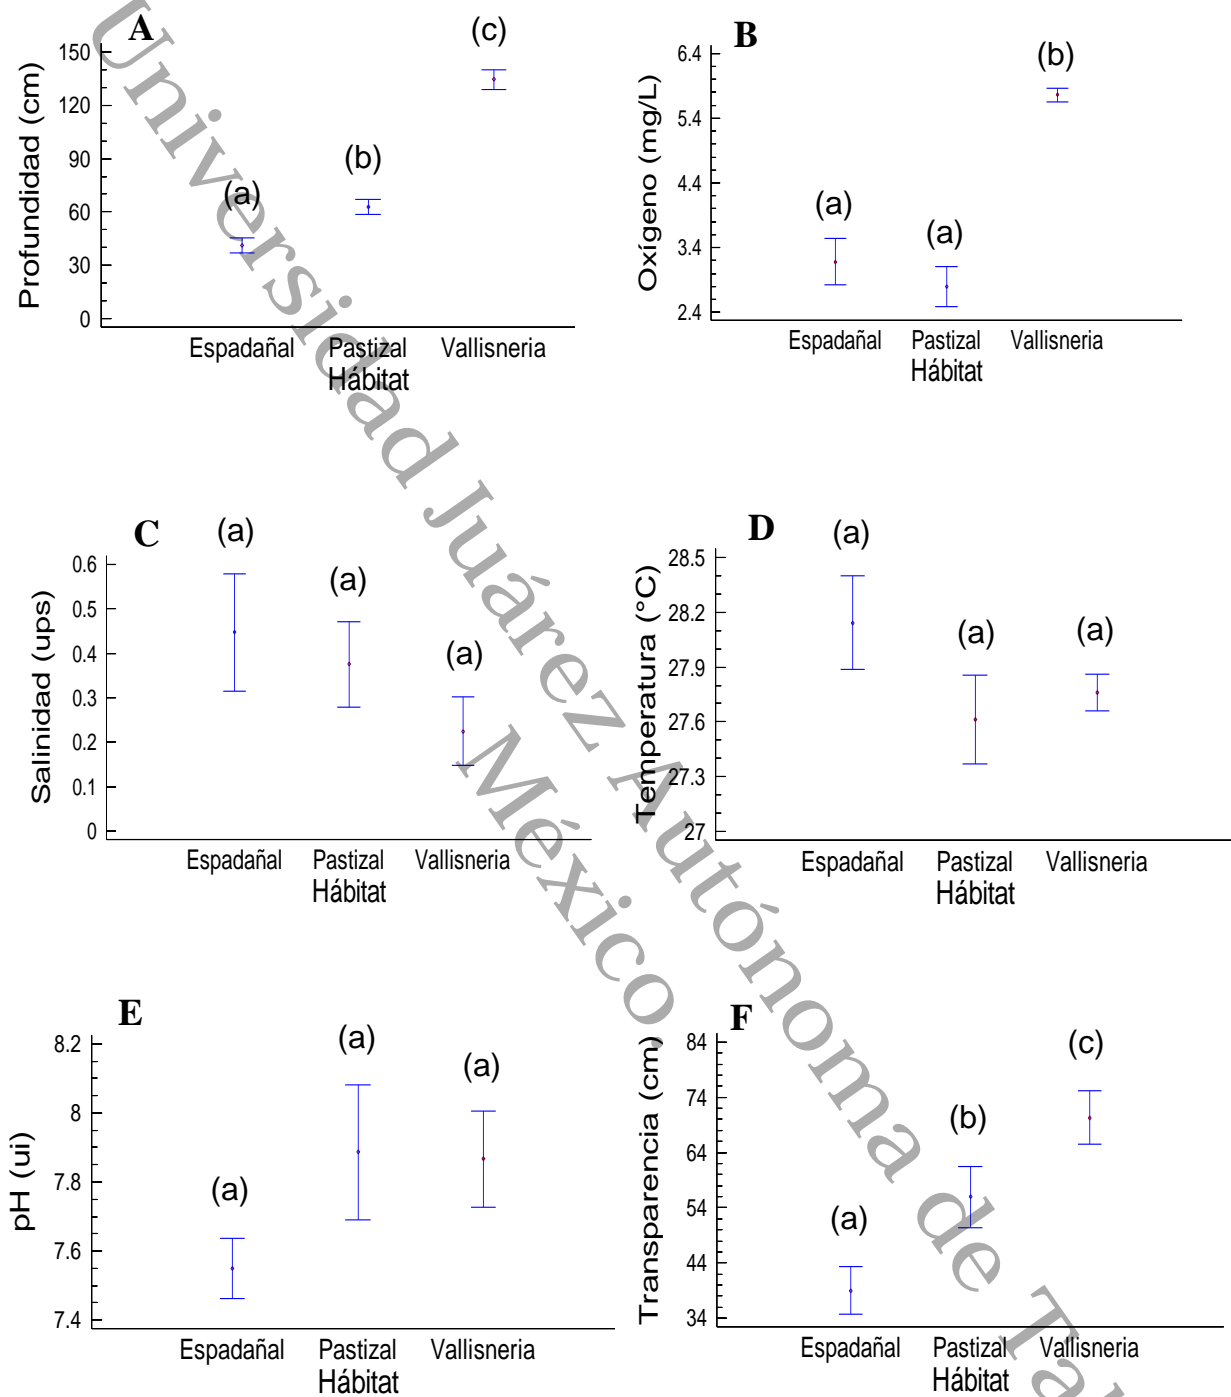 A
(c)
150
120
90
60
30
0
(b)
(a)
Profundidad (cm)
Espadañal Pastizal Vallisneria
Hábitat
B
(b)
6.4
5.4
4.4
3.4
2.4
(a)
(a)
Oxígeno (mg/L)
Espadañal Pastizal Vallisneria
Hábitat
C
(a)
(a)
(a)
0.6
0.5
0.4
0.3
0.2
0.1
0
Salinidad (ups)
Espadañal Pastizal Vallisneria
Hábitat
D
(a)
(a)
(a)
28.5
28.2
27.9
27.6
27.3
27
Temperatura (°C)
Espadañal Pastizal Vallisneria
Hábitat
E
(a)
(a)
(a)
8.2
8
7.8
7.6
7.4
pH (ui)
Espadañal Pastizal Vallisneria
Hábitat
F
(c)
(b)
(a)
84
74
64
54
44
34
Transparencia (cm)
Espadañal Pastizal Vallisneria
Hábitat
Universidad Juárez Autónoma de
México.